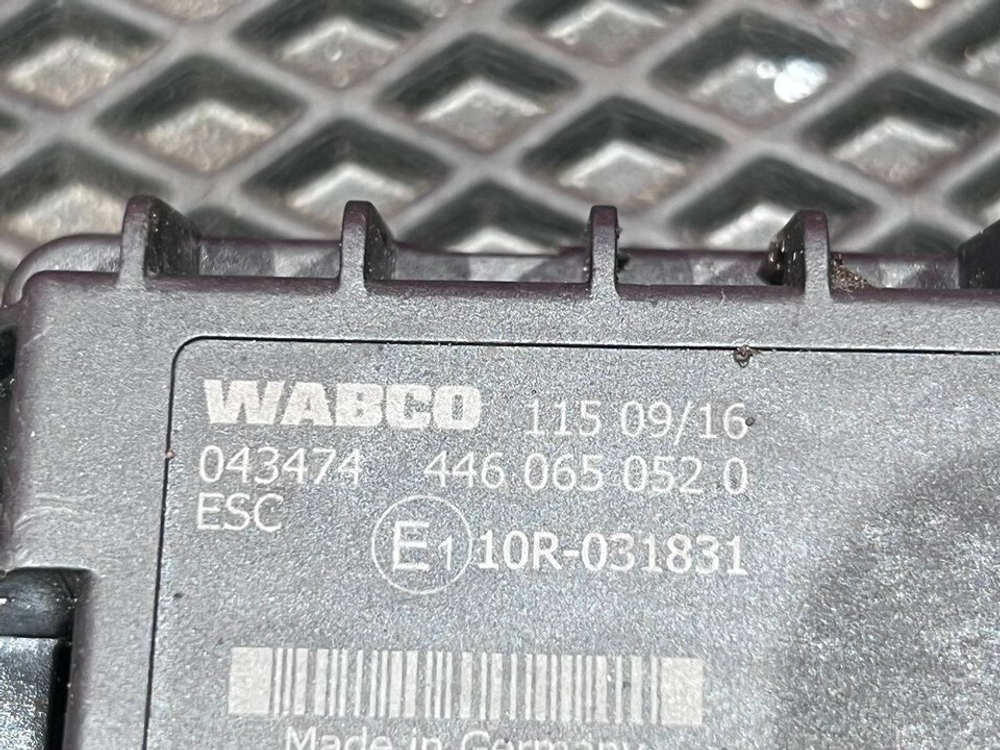 WABCO 115 09/16
043474 446 065 052 0
ESC
E1 10R-031831
Made in Germany